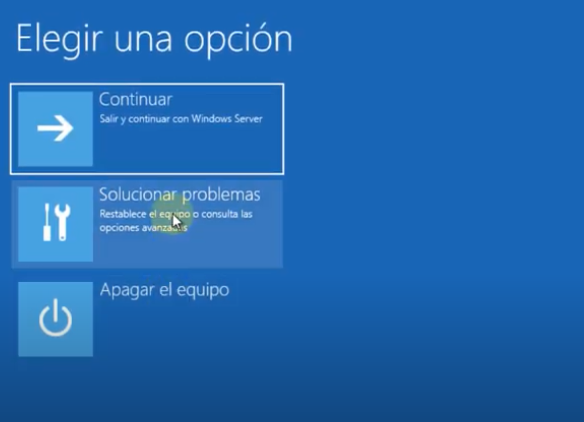 Elegir una opción
Continuar
Salir y continuar con Windows Server
Solucionar problemas
Restablece el equipo o consulta las
opciones avanzadas
Apagar el equipo